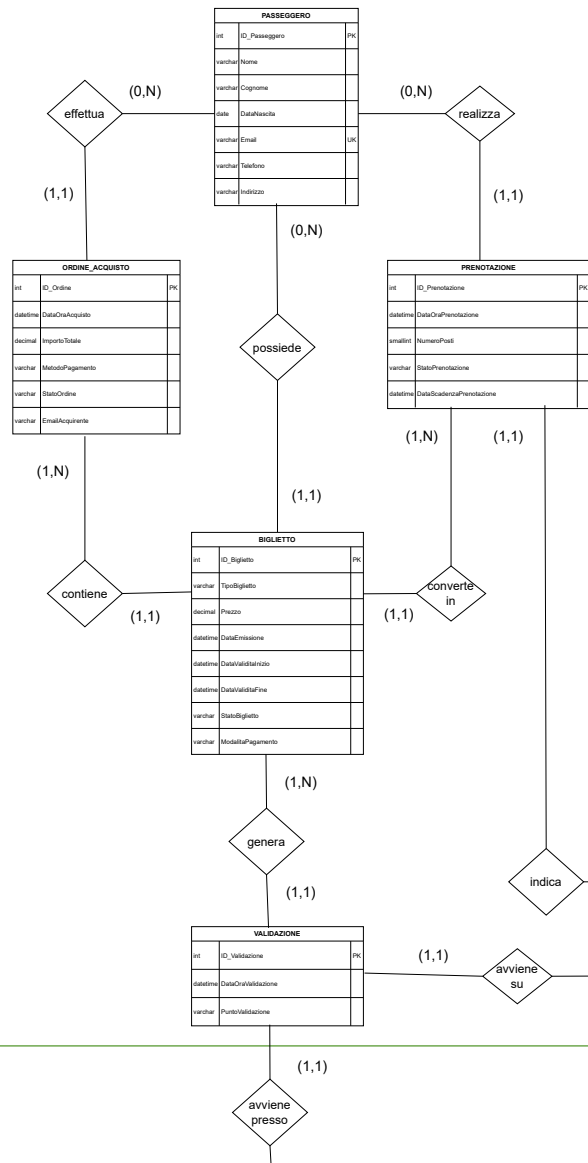 PASSEGGERO
int ID_Passeggero PK
varchar Nome
varchar Cognome
date DataNascita
varchar Email UK
varchar Telefono
varchar Indirizzo
(0,N)
(0,N)
effettua
realizza
(1,1)
(1,1)
(0,N)
ORDINE_ACQUISTO
int ID_Ordine PK
datetime DataOraAcquisto
decimal ImportoTotale
varchar MetodoPagamento
varchar StatoOrdine
varchar EmailAcquirente
PRENOTAZIONE
int ID_Prenotazione PK
datetime DataOraPrenotazione
smallint NumeroPosti
varchar StatoPrenotazione
datetime DataScadenzaPrenotazione
possiede
(1,N)
(1,N)
(1,1)
(1,1)
BIGLIETTO
int ID_Biglietto PK
varchar TipoBiglietto
decimal Prezzo
datetime DataEmissione
datetime DataValiditaInizio
datetime DataValiditaFine
varchar StatoBiglietto
varchar ModalitaPagamento
contiene
(1,1)
converte
in
(1,1)
(1,N)
genera
(1,1)
indica
VALIDAZIONE
int ID_Validazione PK
datetime DataOraValidazione
varchar PuntoValidazione
(1,1)
avviene
su
(1,1)
avviene
presso